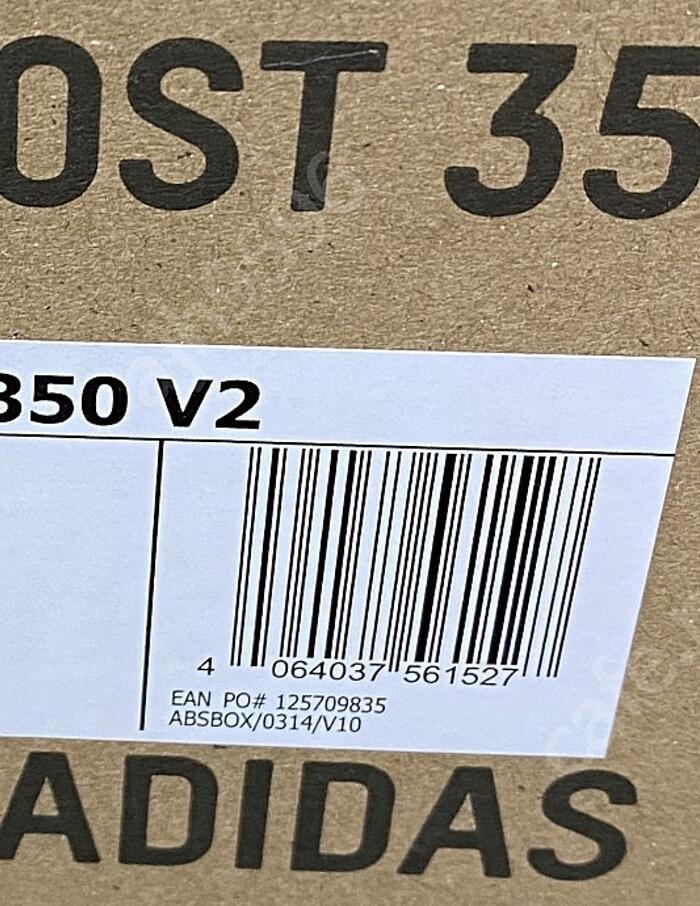 OST 35
350 V2
4 064037 561527
EAN PO# 125709835
ABSBOX/0314/V10
ADIDAS